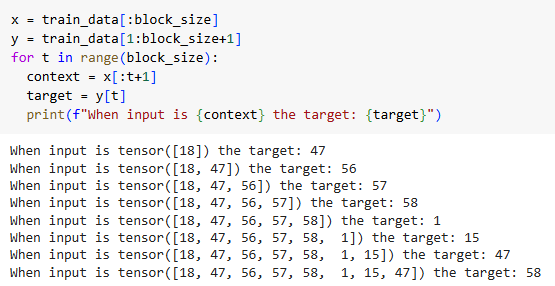 x = train_data[:block_size]
y = train_data[1:block_size+1]
for t in range(block_size):
  context = x[:t+1]
  target = y[t]
  print(f"When input is {context} the target: {target}")
When input is tensor([18]) the target: 47
When input is tensor([18, 47]) the target: 56
When input is tensor([18, 47, 56]) the target: 57
When input is tensor([18, 47, 56, 57]) the target: 58
When input is tensor([18, 47, 56, 57, 58]) the target: 1
When input is tensor([18, 47, 56, 57, 58,  1]) the target: 15
When input is tensor([18, 47, 56, 57, 58,  1, 15]) the target: 47
When input is tensor([18, 47, 56, 57, 58,  1, 15, 47]) the target: 58